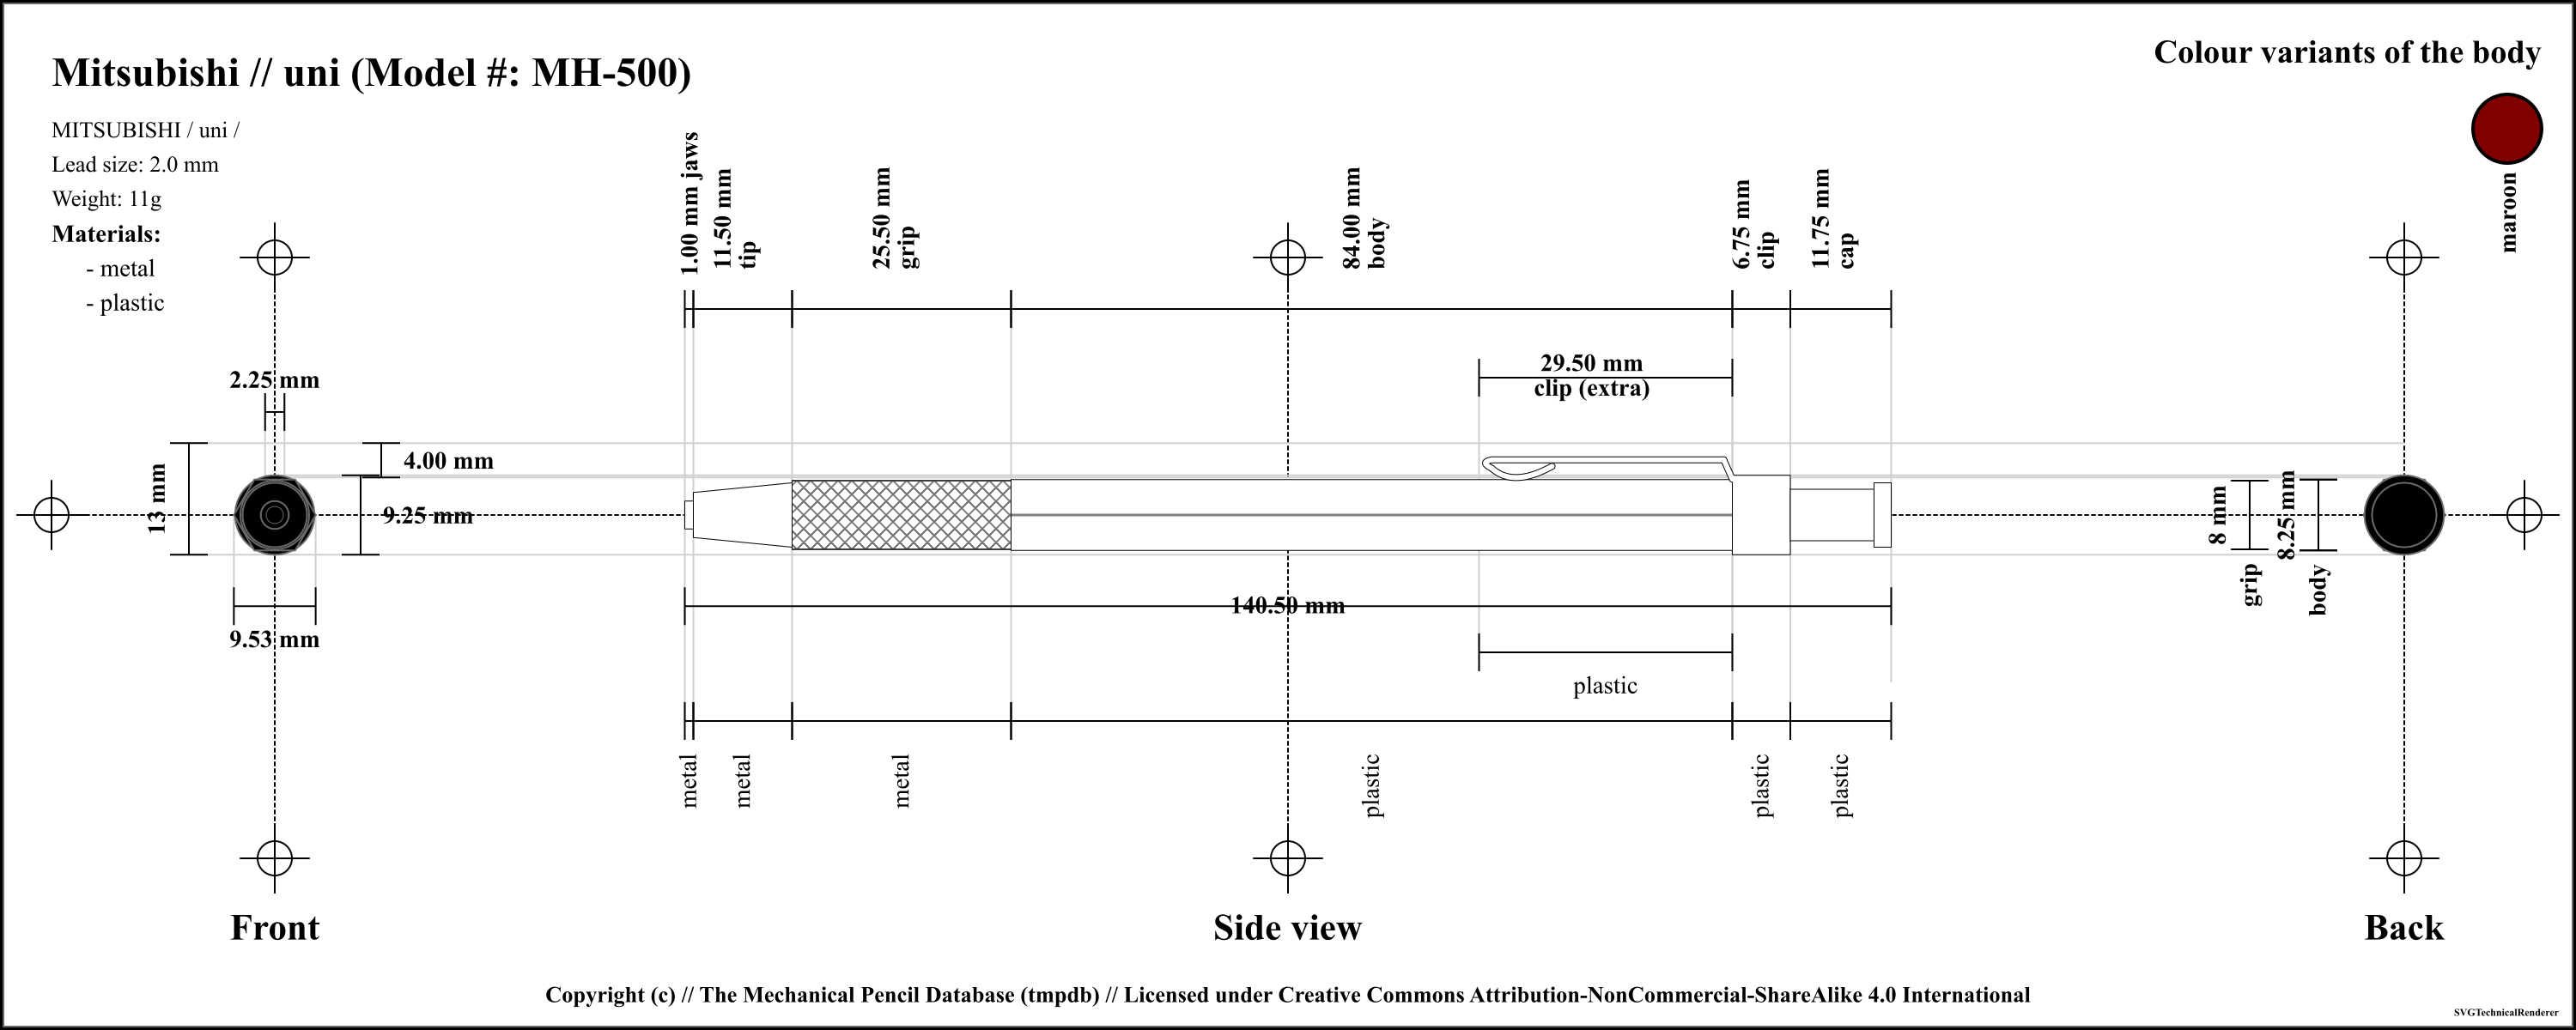 Mitsubishi // uni (Model #: MH-500)
Colour variants of the body
MITSUBISHI / uni /
Lead size: 2.0 mm
Weight: 11g
Materials:
- metal
- plastic
maroon
1.00 mm jaws
11.50 mm
tip
25.50 mm
grip
84.00 mm
body
6.75 mm
clip
11.75 mm
cap
29.50 mm
clip (extra)
2.25 mm
4.00 mm
13 mm
9.25 mm
9.53 mm
8 mm
grip
8.25 mm
body
140.50 mm
plastic
metal
metal
metal
plastic
plastic
plastic
Front
Side view
Back
Copyright (c) // The Mechanical Pencil Database (tmpdb) // Licensed under Creative Commons Attribution-NonCommercial-ShareAlike 4.0 International
SVGTechnicalRenderer